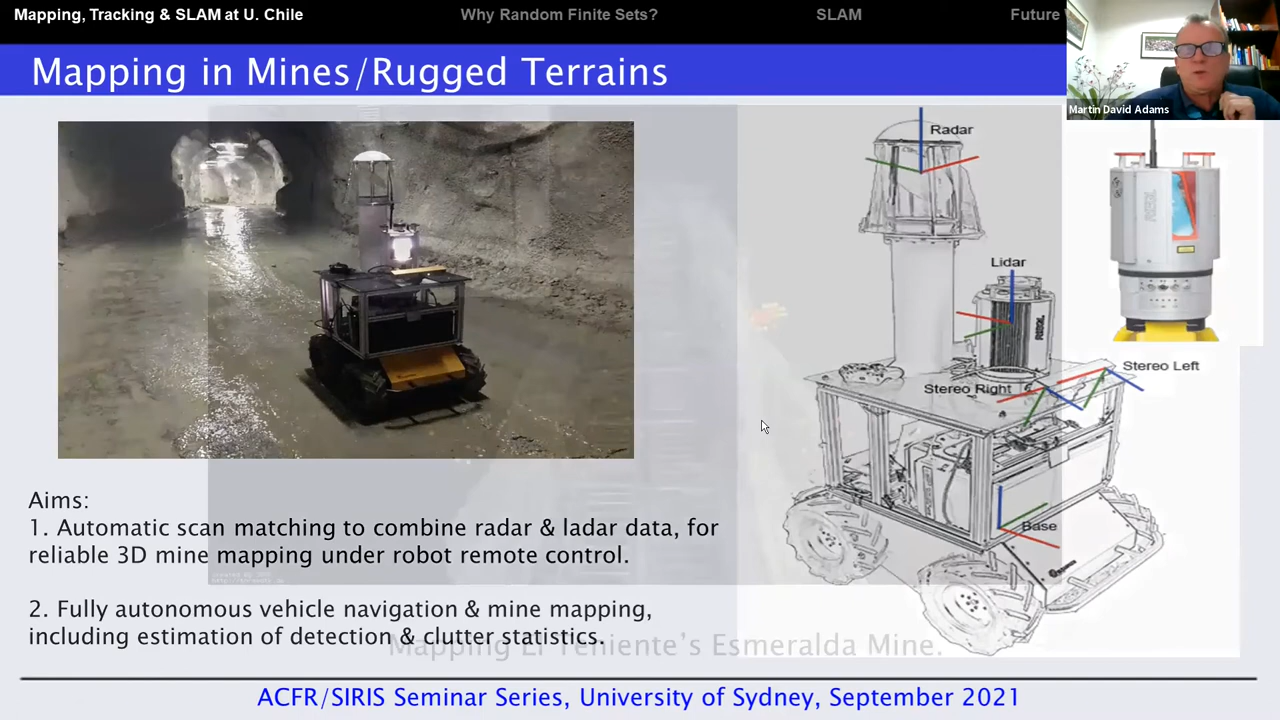 Mapping, Tracking & SLAM at U. Chile
Why Random Finite Sets?
SLAM
Future
Mapping in Mines/Rugged Terrains
Martin David Adams
Radar
Lidar
RIEGL
Stereo Right
Stereo Left
Base
Aims:
1. Automatic scan matching to combine radar & ladar data, for
reliable 3D mine mapping under robot remote control.
2. Fully autonomous vehicle navigation & mine mapping,
including estimation of detection & clutter statistics.
Mapping El Teniente's Esmeralda Mine.
ACFR/SIRIS Seminar Series, University of Sydney, September 2021